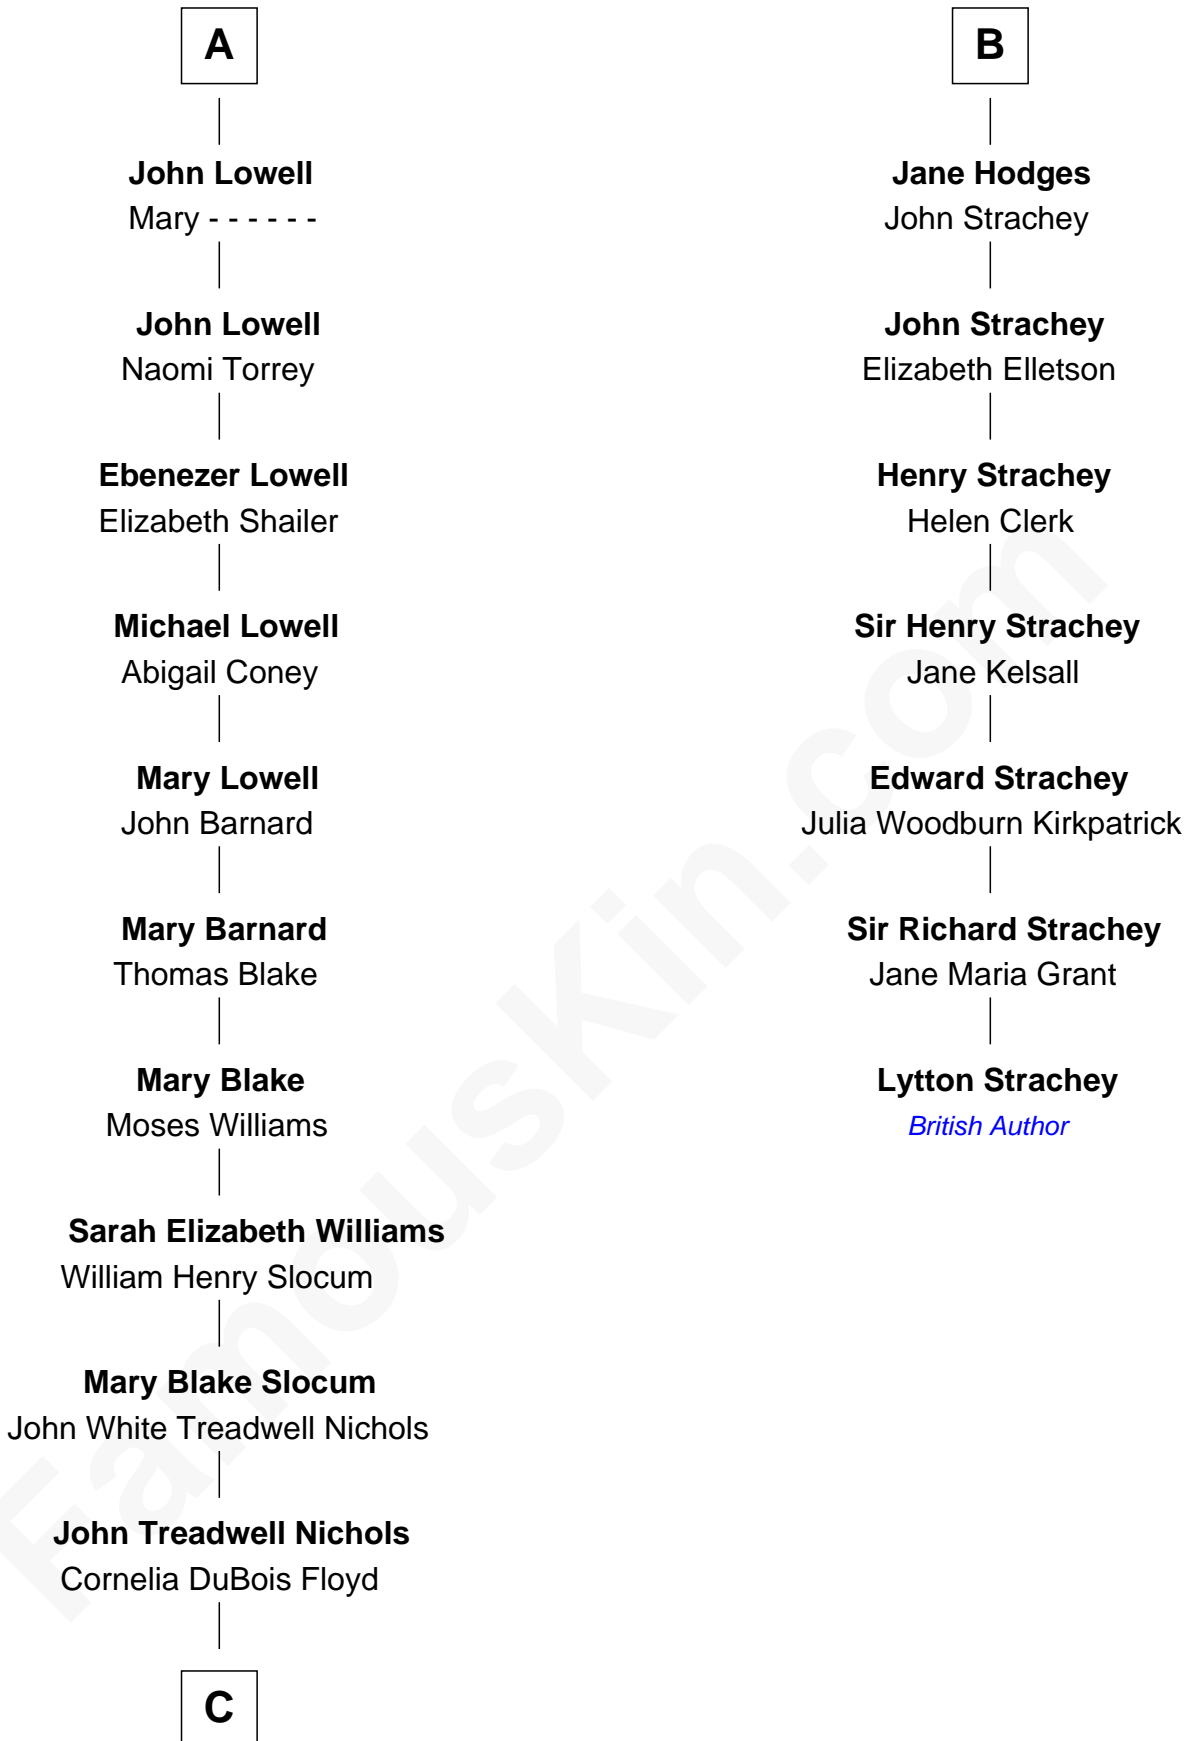 A
John Lowell
Mary - - - - - -
John Lowell
Naomi Torrey
Ebenezer Lowell
Elizabeth Shailer
Michael Lowell
Abigail Coney
Mary Lowell
John Barnard
Mary Barnard
Thomas Blake
Mary Blake
Moses Williams
Sarah Elizabeth Williams
William Henry Slocum
Mary Blake Slocum
John White Treadwell Nichols
John Treadwell Nichols
Cornelia DuBois Floyd
C
B
Jane Hodges
John Strachey
John Strachey
Elizabeth Elletson
Henry Strachey
Helen Clerk
Sir Henry Strachey
Jane Kelsall
Edward Strachey
Julia Woodburn Kirkpatrick
Sir Richard Strachey
Jane Maria Grant
Lytton Strachey
British Author
FamousKin.com